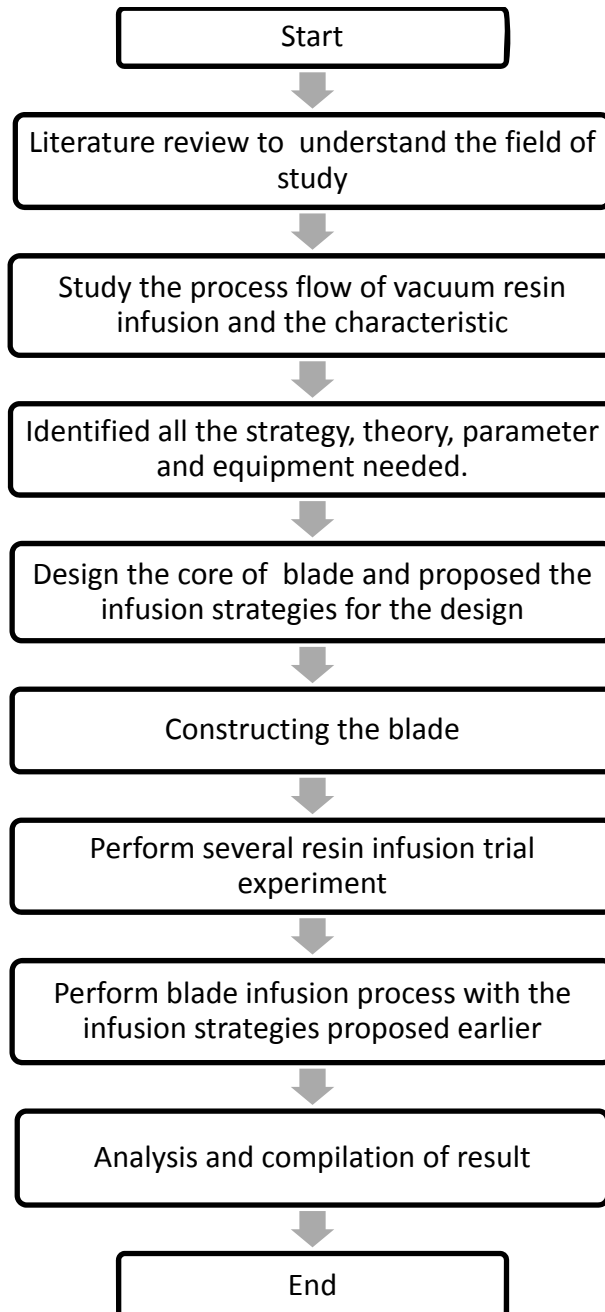 Start
Literature review to understand the field of
study
Study the process flow of vacuum resin
infusion and the characteristic
Identified all the strategy, theory, parameter
and equipment needed.
Design the core of blade and proposed the
infusion strategies for the design
Constructing the blade
Perform several resin infusion trial
experiment
Perform blade infusion process with the
infusion strategies proposed earlier
Analysis and compilation of result
End